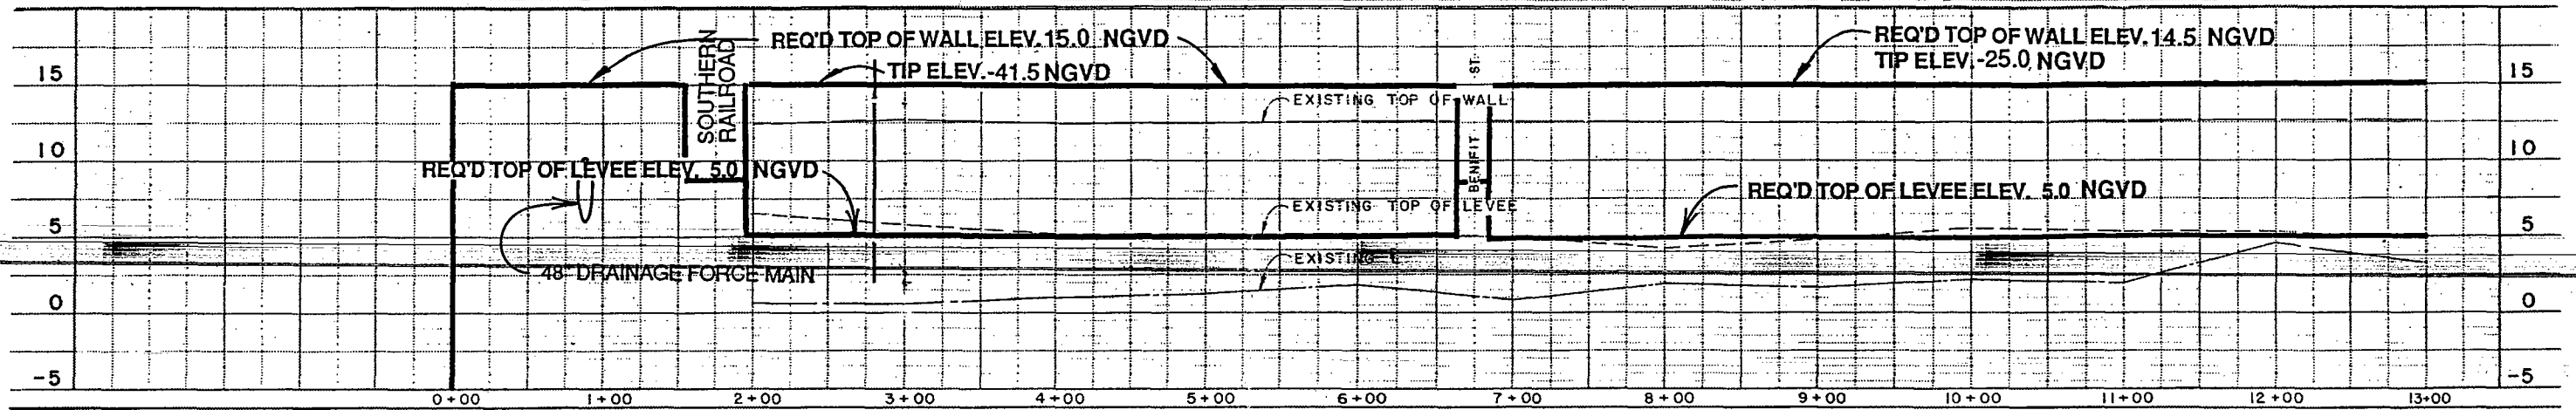 REQ'D TOP OF WALL ELEV. 15.0 NGVD
TIP ELEV.-41.5 NGVD
REQ'D TOP OF WALL ELEV. 14.5 NGVD
TIP ELEV.-25.0 NGVD
SOUTHERN
RAILROAD
EXISTING TOP OF WALL
BENIFIT ST.
REQ'D TOP OF LEVEE ELEV. 5.0 NGVD
REQ'D TOP OF LEVEE ELEV. 5.0 NGVD
EXISTING TOP OF LEVEE
48" DRAINAGE FORCE MAIN
EXISTING
15
10
5
0
-5
15
10
5
0
-5
0+00 1+00 2+00 3+00 4+00 5+00 6+00 7+00 8+00 9+00 10+00 11+00 12+00 13+00